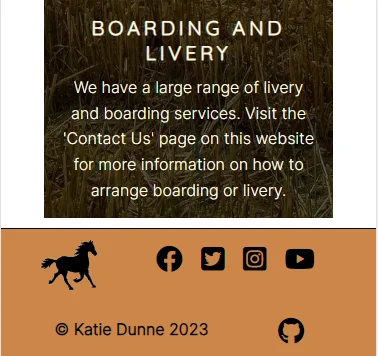 BOARDING AND
LIVERY
We have a large range of livery
and boarding services. Visit the
'Contact Us' page on this website
for more information on how to
arrange boarding or livery.
© Katie Dunne 2023